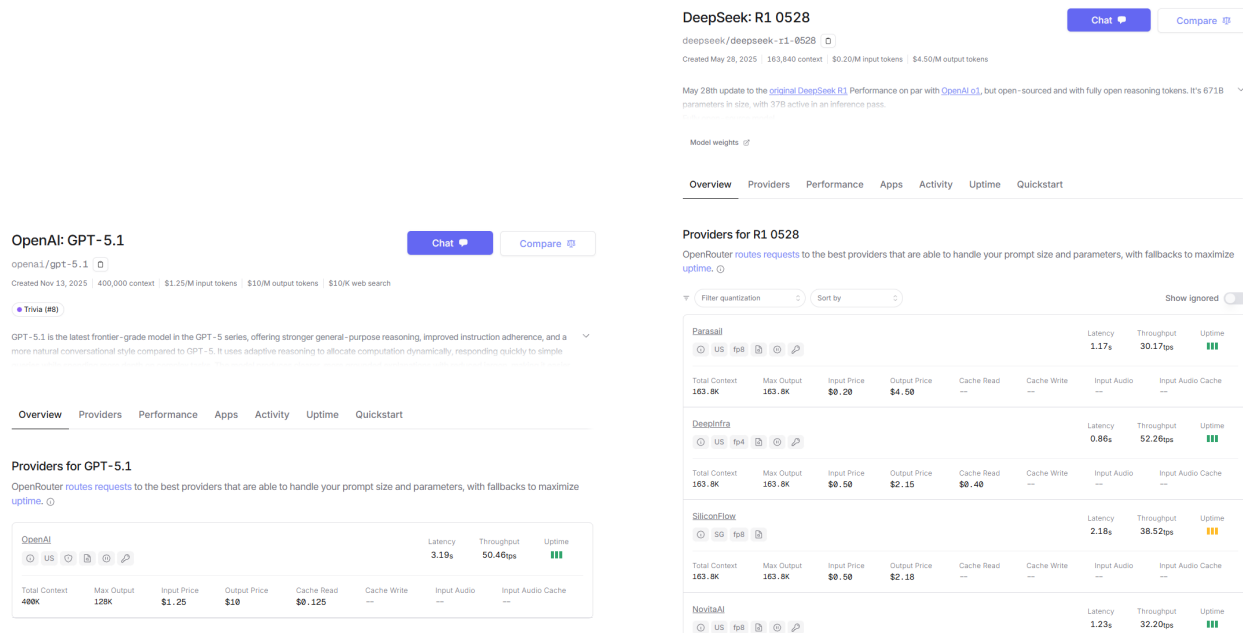 OpenAI: GPT-5.1
Chat
Compare
openai/gpt-5.1
Created Nov 13, 2025 400,000 context $1.25/M input tokens $10/M output tokens $10/K web search
Trivia (#8)
GPT-5.1 is the latest frontier-grade model in the GPT-5 series, offering stronger general-purpose reasoning, improved instruction adherence, and a
more natural conversational style compared to GPT-5. It uses adaptive reasoning to allocate computation dynamically, responding quickly to simple
Overview Providers Performance Apps Activity Uptime Quickstart
Providers for GPT-5.1
OpenRouter routes requests to the best providers that are able to handle your prompt size and parameters, with fallbacks to maximize
uptime.
OpenAI
US
Latency Throughput Uptime
3.19s 50.46tps
Total Context Max Output Input Price Output Price Cache Read Cache Write Input Audio Input Audio Cache
400K 128K $1.25 $10 $0.125 -- -- --
DeepSeek: R1 0528
Chat
Compare
deepseek/deepseek-r1-0528
Created May 28, 2025 163,840 context $0.20/M input tokens $4.50/M output tokens
May 28th update to the original DeepSeek R1 Performance on par with OpenAI o1, but open-sourced and with fully open reasoning tokens. It's 671B
parameters in size, with 37B active in an inference pass.
Model weights
Overview Providers Performance Apps Activity Uptime Quickstart
Providers for R1 0528
OpenRouter routes requests to the best providers that are able to handle your prompt size and parameters, with fallbacks to maximize
uptime.
Filter quantization Sort by Show ignored
Parasail
US fp8
Latency Throughput Uptime
1.17s 30.17tps
Total Context Max Output Input Price Output Price Cache Read Cache Write Input Audio Input Audio Cache
163.8K 163.8K $0.20 $4.50 -- -- -- --
DeepInfra
US fp4
Latency Throughput Uptime
0.86s 52.26tps
Total Context Max Output Input Price Output Price Cache Read Cache Write Input Audio Input Audio Cache
163.8K 163.8K $0.50 $2.15 $0.40 -- -- --
SiliconFlow
SG fp8
Latency Throughput Uptime
2.18s 38.52tps
Total Context Max Output Input Price Output Price Cache Read Cache Write Input Audio Input Audio Cache
163.8K 163.8K $0.50 $2.18 -- -- -- --
NovitaAI
US fp8
Latency Throughput Uptime
1.23s 32.20tps